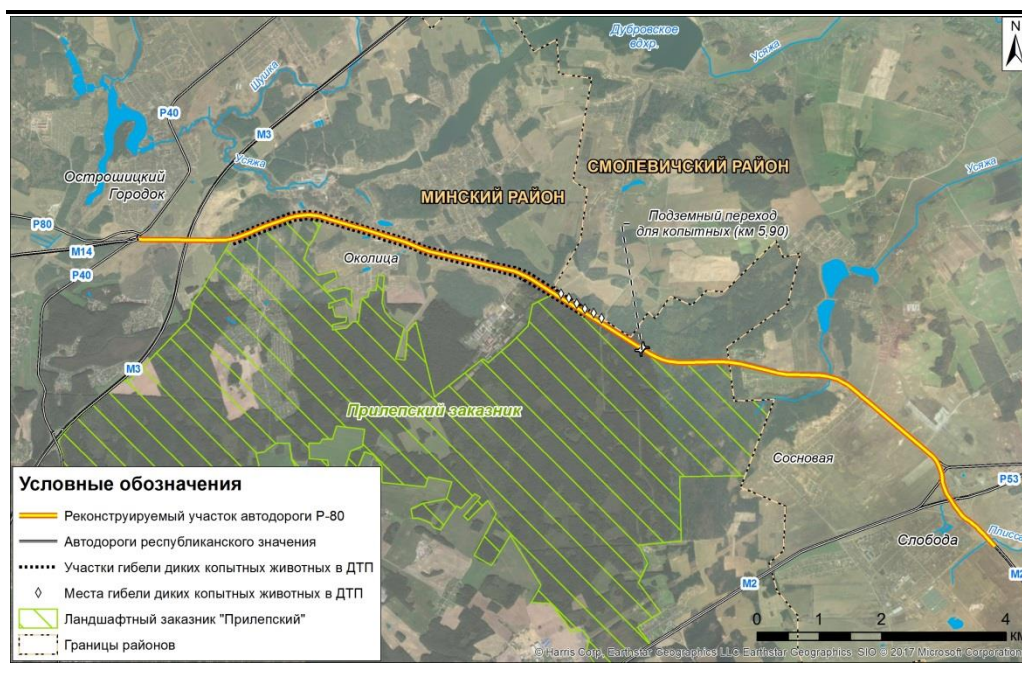 N
Дубровское
вдхр.
Усяжа
Шушка
P40
M3
Усяжа
СМОЛЕВИЧСКИЙ РАЙОН
Усяжа
Острошицкий
Городок
МИНСКИЙ РАЙОН
Подземный переход
для копытных (км 5,90)
P80
M14
P40
Околица
M3
Прилепский заказник
Сосновая
P53
Слобода
Плисса
M2
M2
Условные обозначения
Реконструируемый участок автодороги Р-80
Автодороги республиканского значения
Участки гибели диких копытных животных в ДТП
Места гибели диких копытных животных в ДТП
Ландшафтный заказник "Прилепский"
Границы районов
0 1 2 4
КМ
© Harris Corp, Earthstar Geographics LLC Earthstar Geographics SIO © 2017 Microsoft Corporation